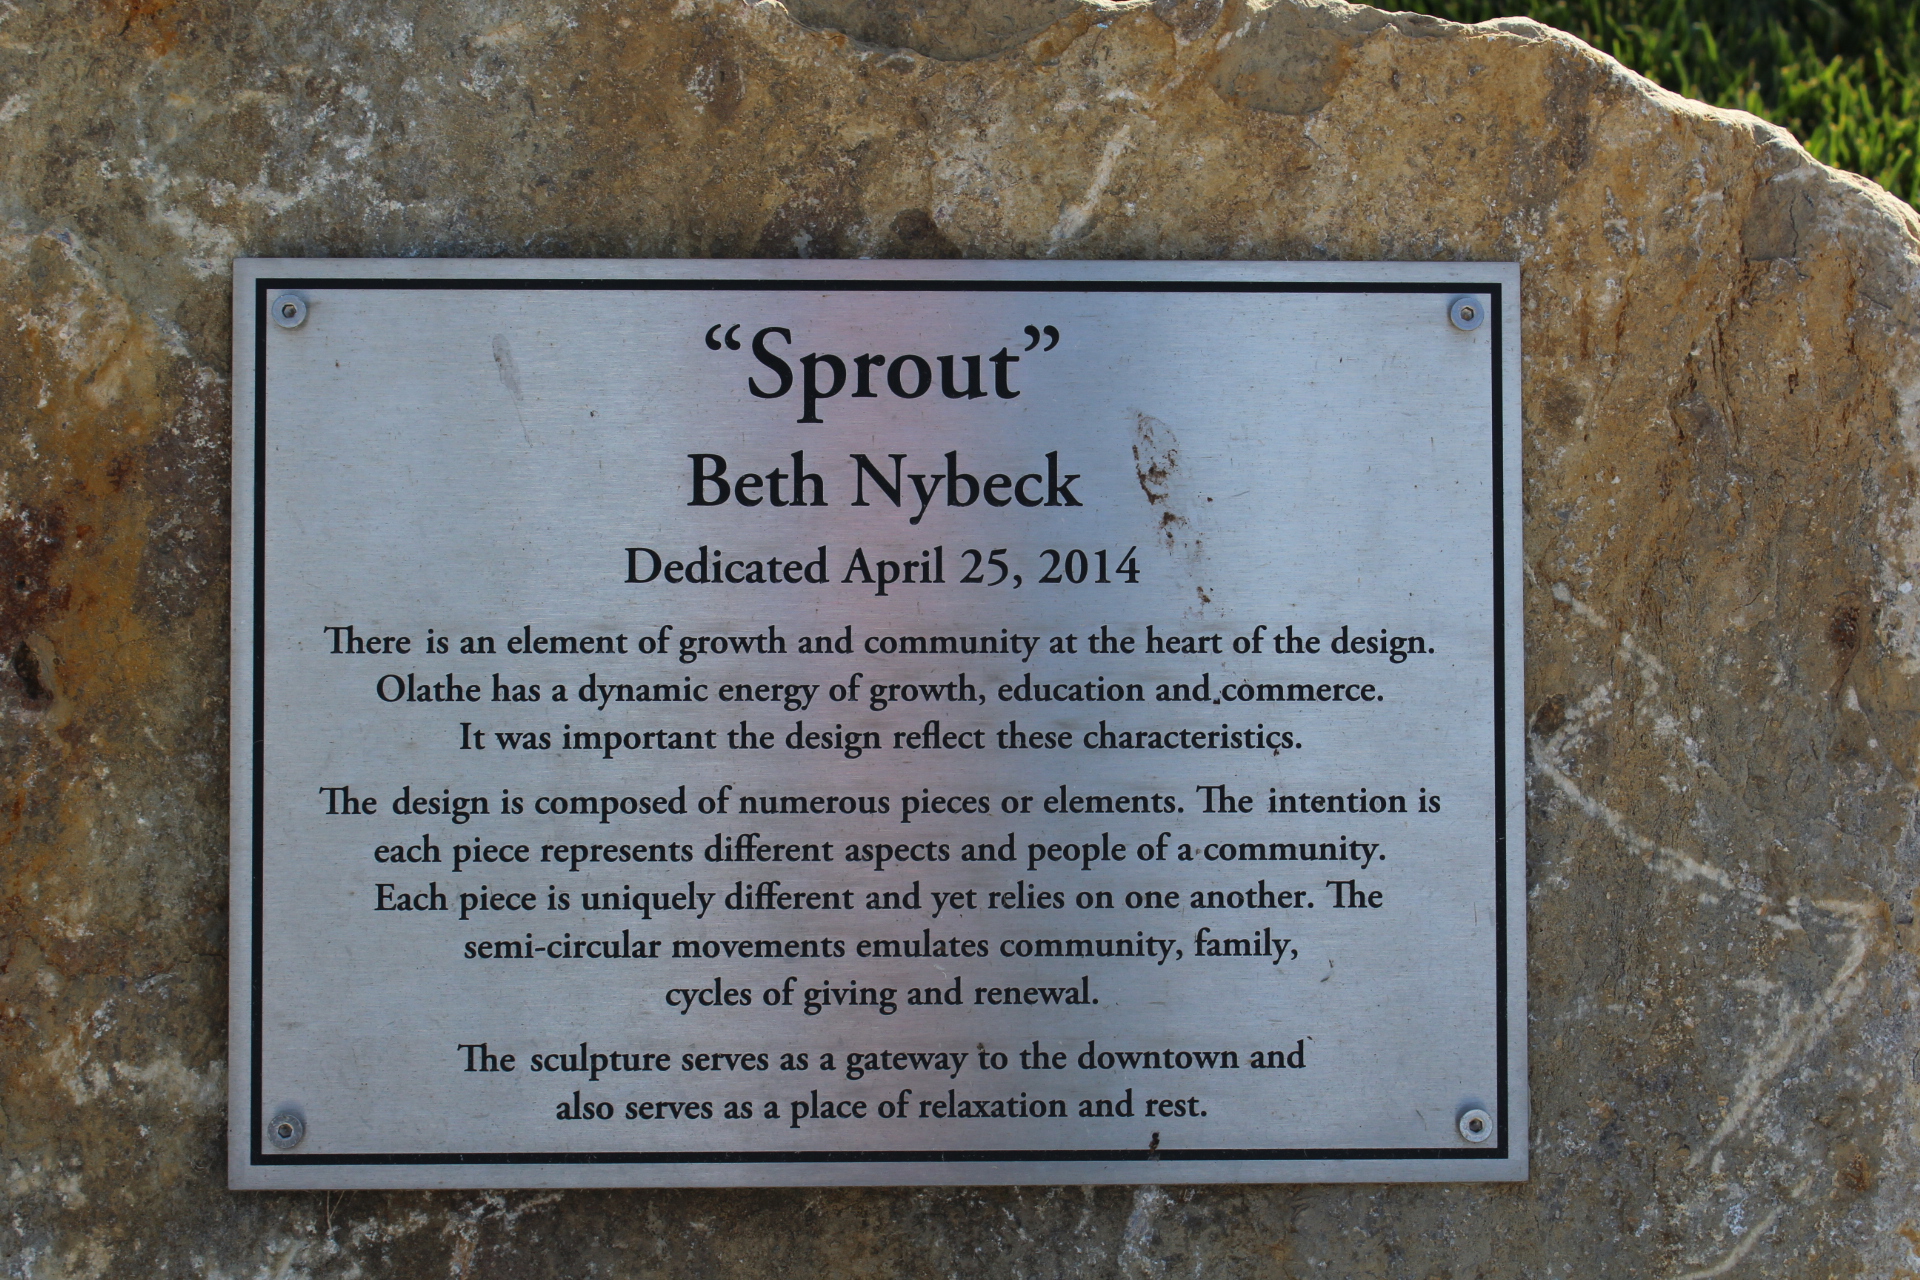 “Sprout”
Beth Nybeck
Dedicated April 25, 2014
There is an element of growth and community at the heart of the design.
Olathe has a dynamic energy of growth, education and commerce.
It was important the design reflect these characteristics.
The design is composed of numerous pieces or elements. The intention is
each piece represents different aspects and people of a community.
Each piece is uniquely different and yet relies on one another. The
semi-circular movements emulates community, family,
cycles of giving and renewal.
The sculpture serves as a gateway to the downtown and
also serves as a place of relaxation and rest.